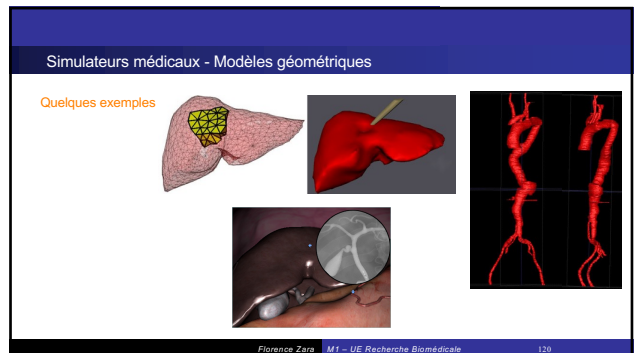 Simulateurs médicaux - Modèles géométriques
Quelques exemples
Florence Zara M1 – UE Recherche Biomédicale 120